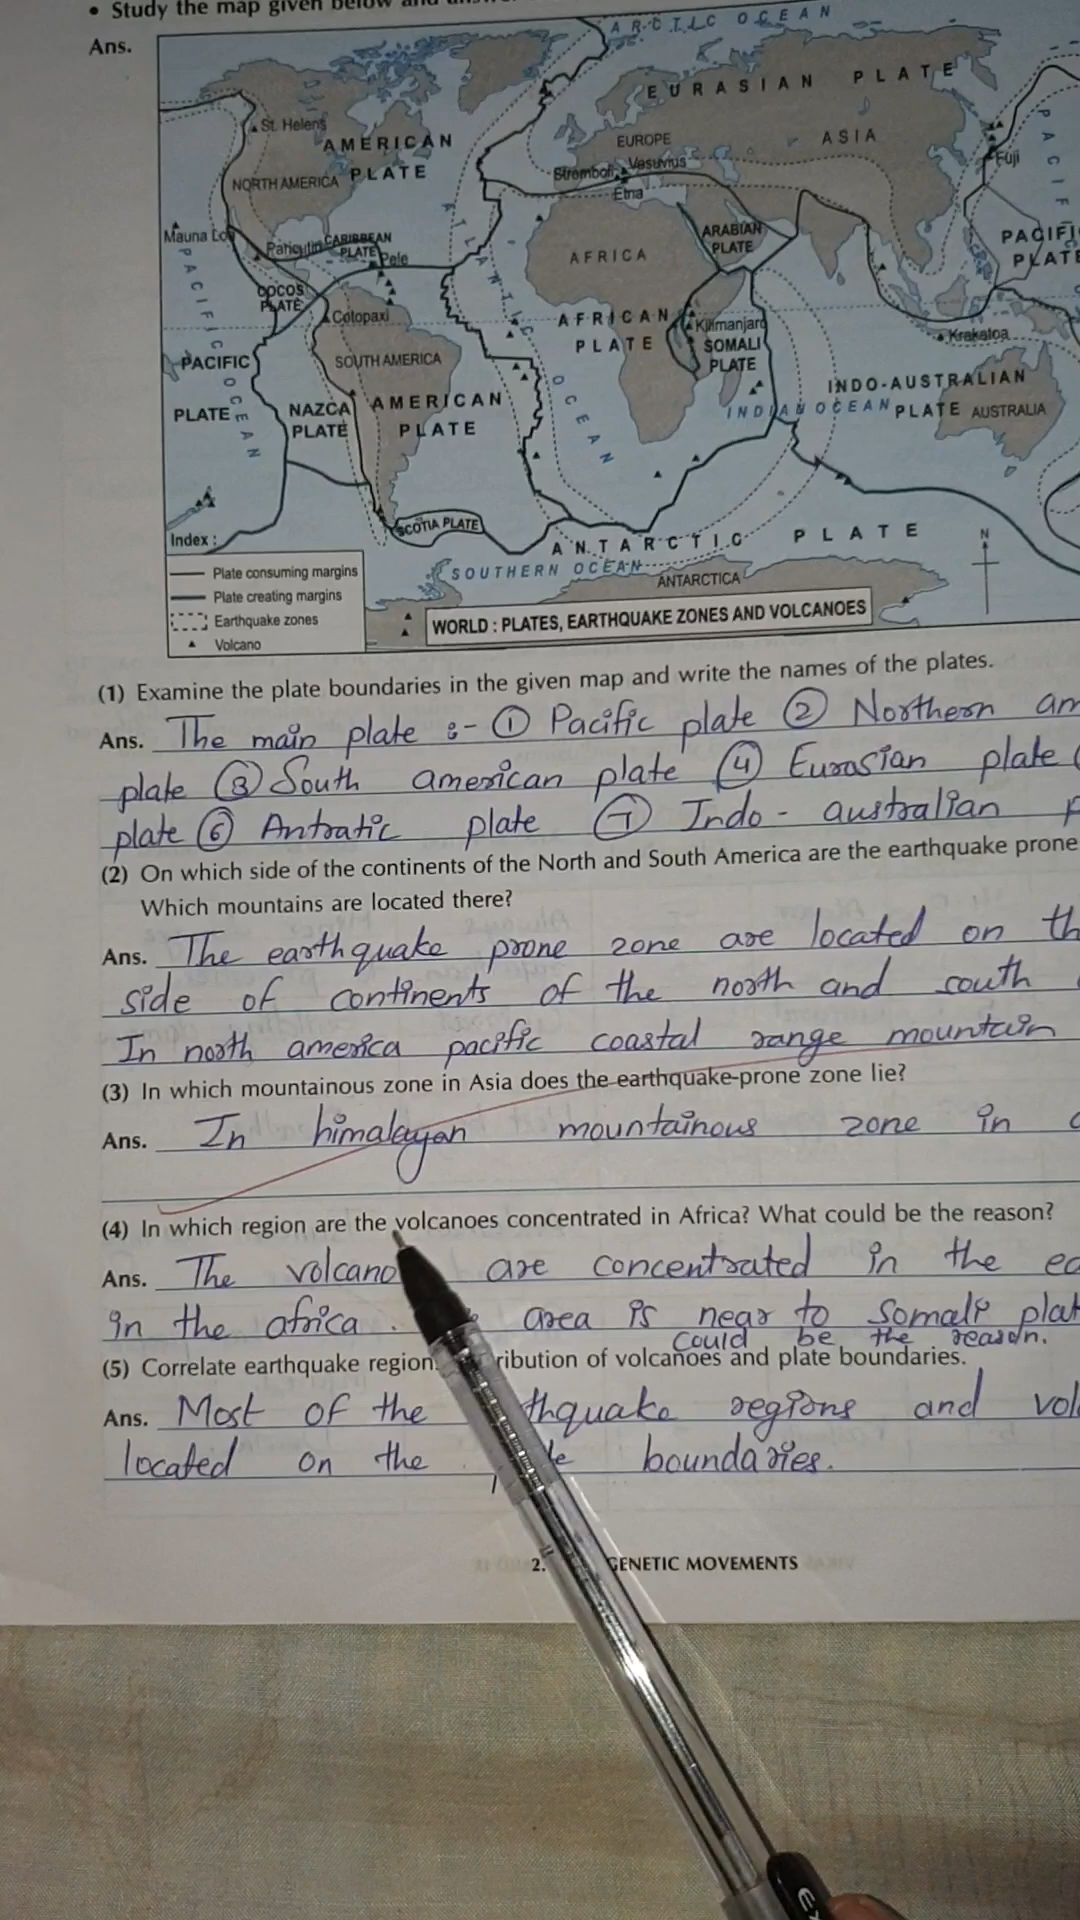 • Study the map given below and
Ans.
ARCTIC OCEAN
EURASIAN PLATE
St. Helens
AMERICAN
PLATE
NORTH AMERICA
EUROPE
ASIA
Stromboli
Vesuvius
Etna
Fuji
Mauna Loa
Paricutin
CARIBBEAN
PLATE
Pele
ARABIAN
PLATE
PACIFI
PLATE
AFRICA
COCOS
PLATE
Cotopaxi
AFRICAN
PLATE
Kilimanjaro
SOMALI
PLATE
Krakatoa
PACIFIC
PLATE
PACIFIC OCEAN
SOUTH AMERICA
ATLANTIC OCEAN
NAZCA
PLATE
AMERICAN
PLATE
INDIAN OCEAN
INDO-AUSTRALIAN
PLATE
AUSTRALIA
PACIF
SCOTIA PLATE
ANTARCTIC PLATE
SOUTHERN OCEAN
ANTARCTICA
N
Index :
Plate consuming margins
Plate creating margins
Earthquake zones
Volcano
WORLD : PLATES, EARTHQUAKE ZONES AND VOLCANOES
(1) Examine the plate boundaries in the given map and write the names of the plates.
Ans. The main plate :- ① Pacific plate ② Northern am
plate ③ South american plate ④ Eurasian plate
plate ⑥ Antratic plate ⑦ Indo - australian p
(2) On which side of the continents of the North and South America are the earthquake prone
Which mountains are located there?
Ans. The earthquake prone zone are located on th
side of continents of the north and south
In north america pacific coastal range mountain
(3) In which mountainous zone in Asia does the earthquake-prone zone lie?
Ans. In himalayan mountainous zone in
(4) In which region are the volcanoes concentrated in Africa? What could be the reason?
Ans. The volcano are concentrated in the ea
in the africa. area is near to Somali plat
could be the reason.
(5) Correlate earthquake region ribution of volcanoes and plate boundaries.
Ans. Most of the thquake regions and vol
located on the boundaries.
2. GENETIC MOVEMENTS